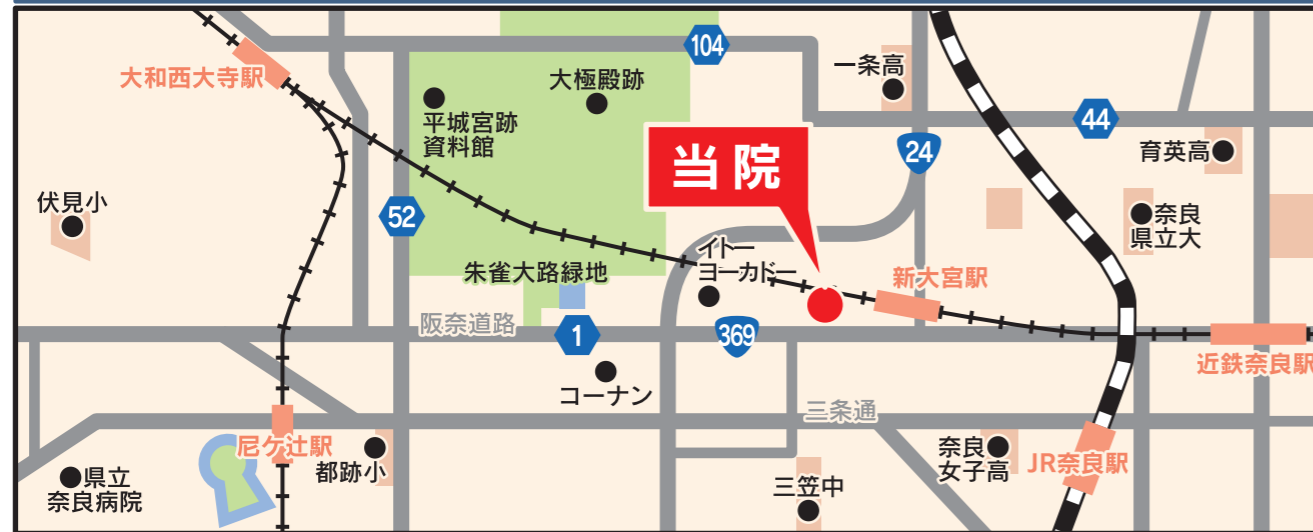 104
大和西大寺駅
大極殿跡
一条高
平城宮跡
資料館
44
当院
24
育英高
伏見小
52
奈良
県立大
イトー
ヨーカドー
朱雀大路緑地
新大宮駅
阪奈道路
1
369
近鉄奈良駅
コーナン
三条通
尼ケ辻駅
都跡小
奈良
女子高
JR奈良駅
県立
奈良病院
三笠中